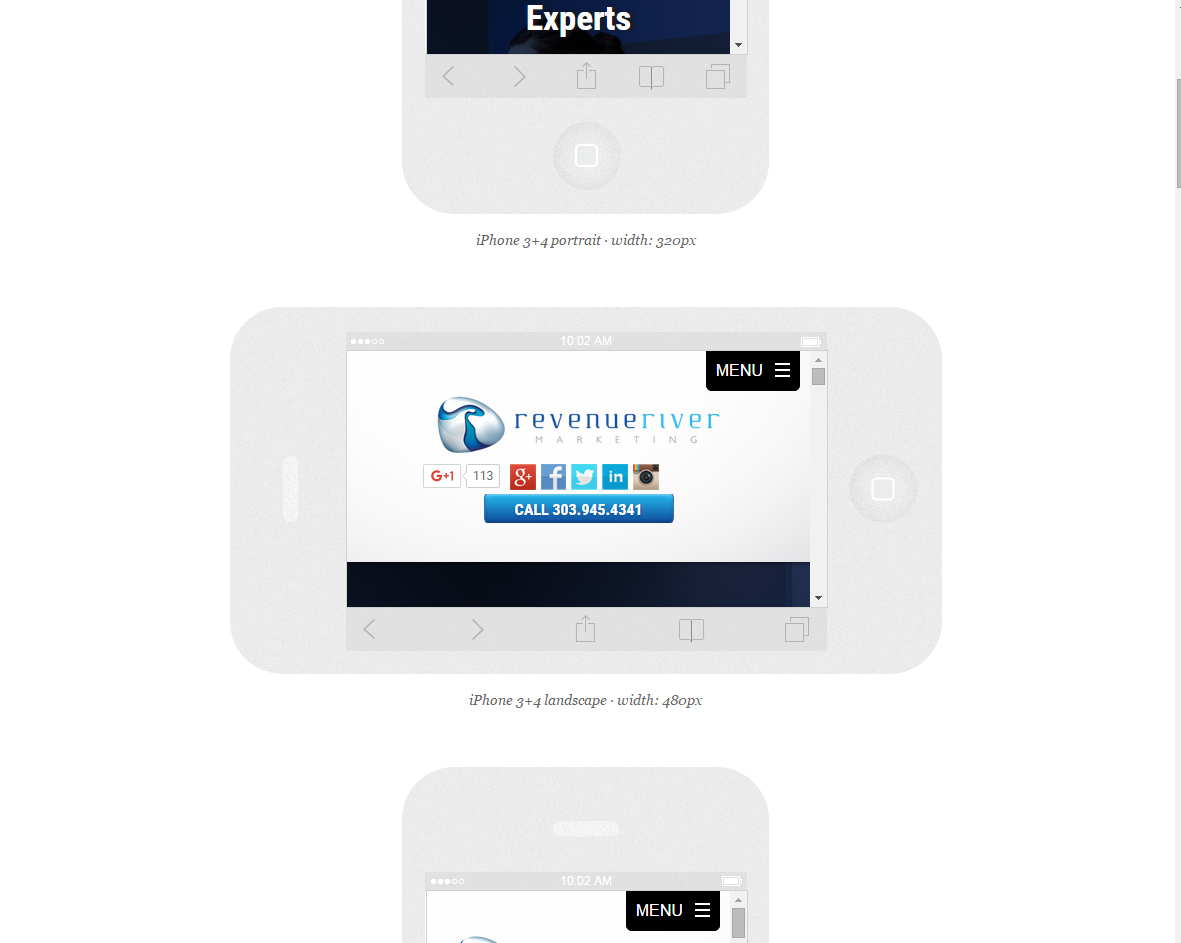 Experts
iPhone 3+4 portrait · width: 320px
10:02 AM
MENU
revenueriver
MARKETING
G+1 113 g+ f in
CALL 303.945.4341
iPhone 3+4 landscape · width: 480px
10:02 AM
MENU